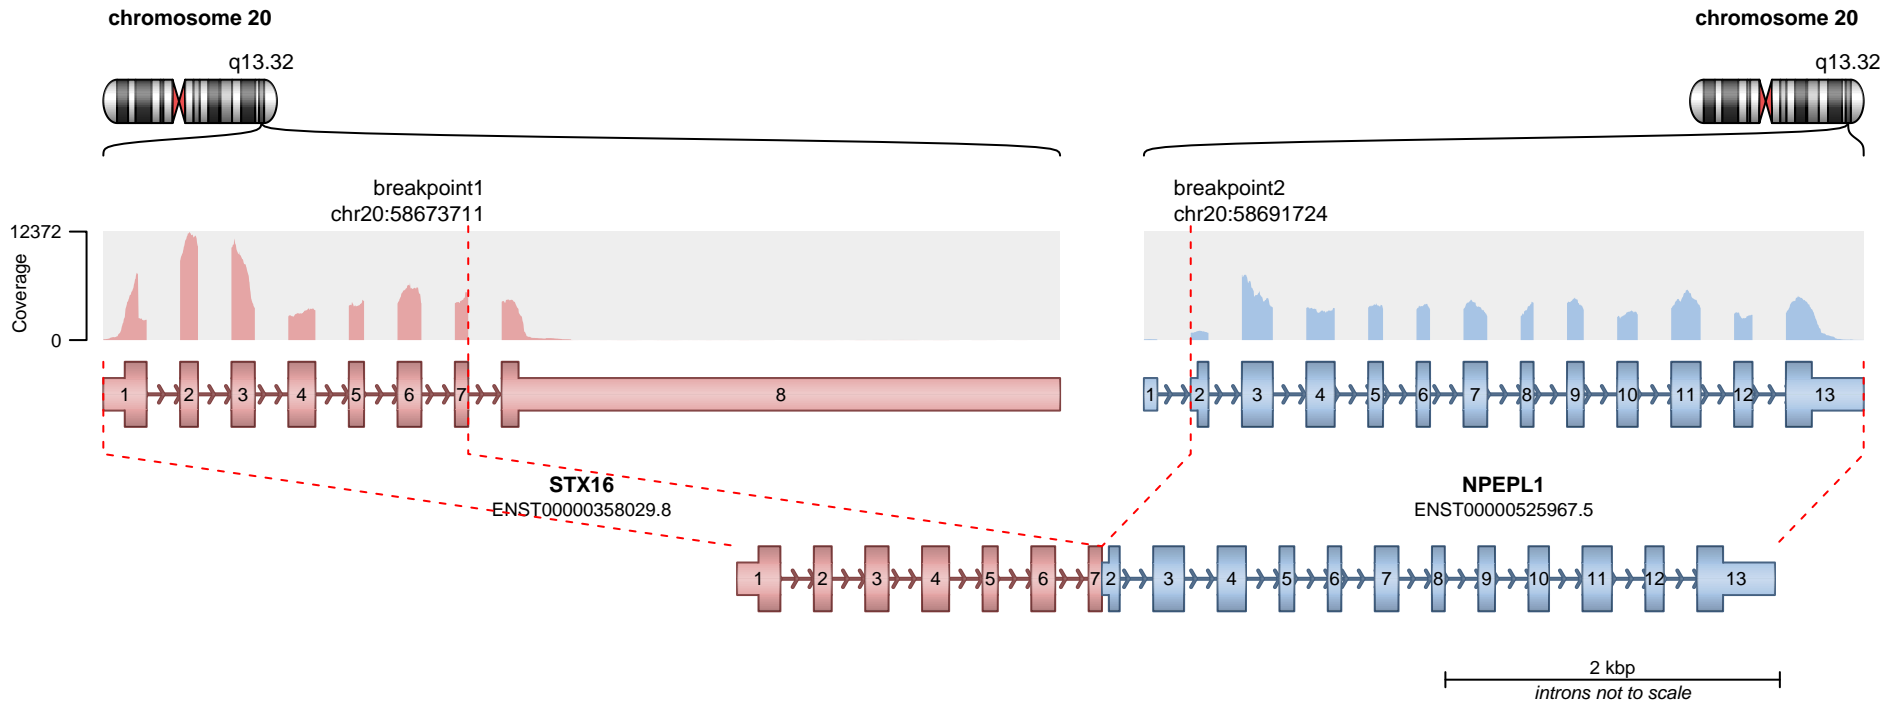 chromosome 20
chromosome 20
q13.32
q13.32
breakpoint1
chr20:58673711
breakpoint2
chr20:58691724
12372
Coverage
0
1 2 3 4 5 6 7 8
1 2 3 4 5 6 7 8 9 10 11 12 13
STX16
ENST00000358029.8
NPEPL1
ENST00000525967.5
1 2 3 4 5 6 7 2 3 4 5 6 7 8 9 10 11 12 13
2 kbp
introns not to scale